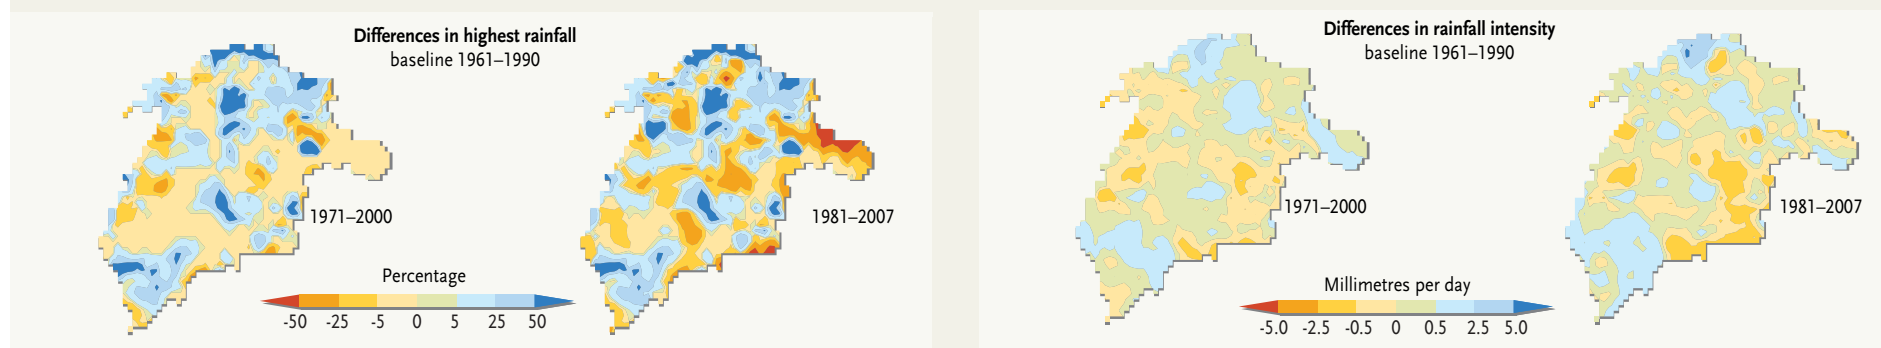 Differences in highest rainfall
baseline 1961–1990
1971–2000
1981–2007
Percentage
-50 -25 -5 0 5 25 50
Differences in rainfall intensity
baseline 1961–1990
1971–2000
1981–2007
Millimetres per day
-5.0 -2.5 -0.5 0 0.5 2.5 5.0